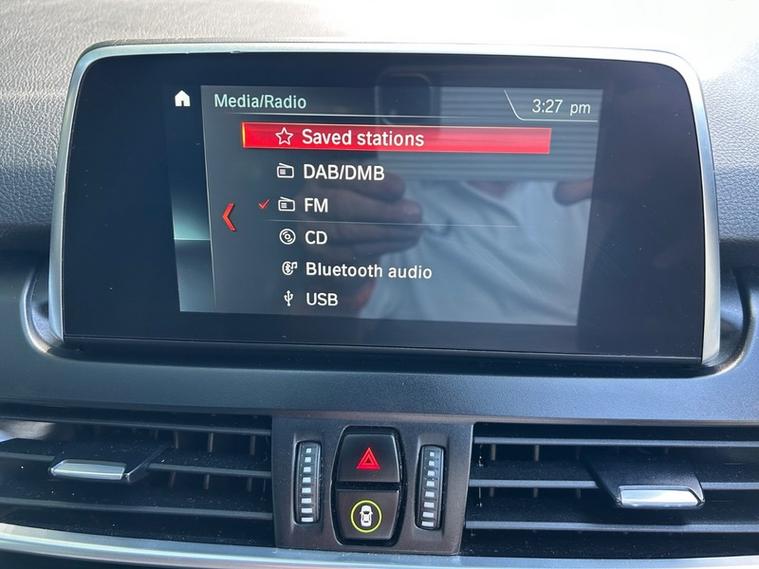 Media/Radio
3:27 pm
Saved stations
DAB/DMB
FM
CD
Bluetooth audio
USB